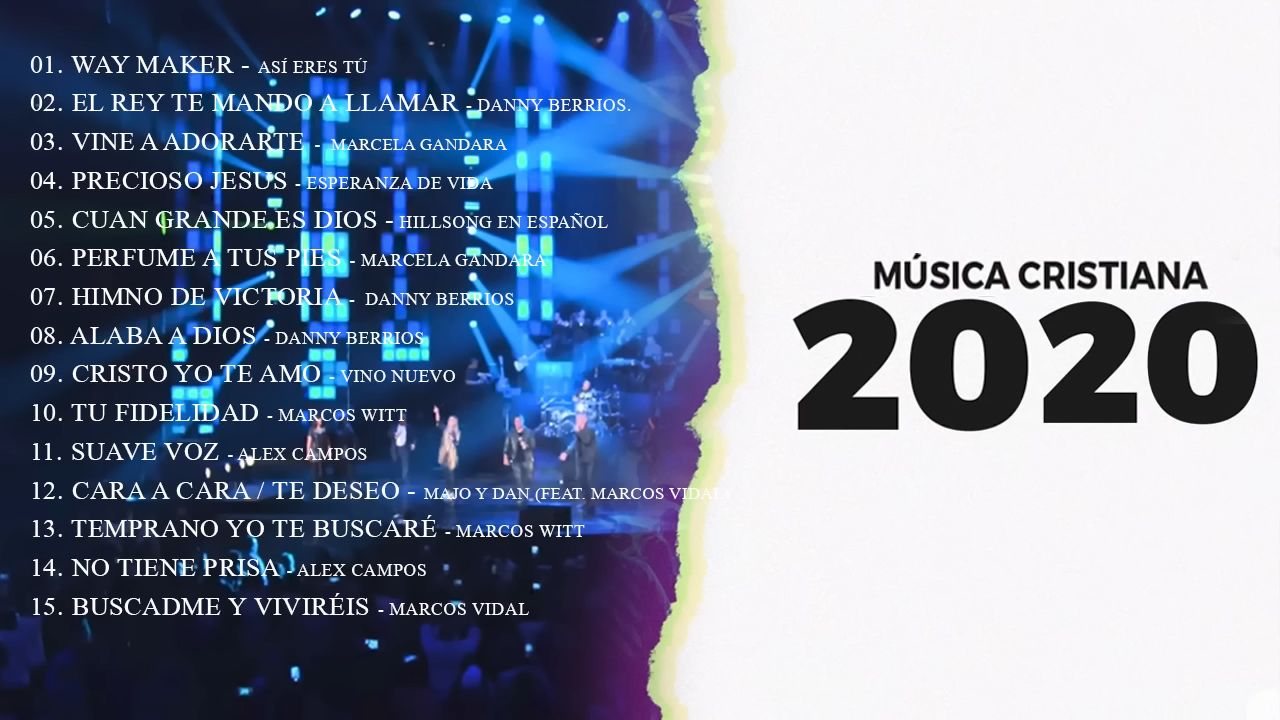 01. WAY MAKER - ASÍ ERES TÚ
02. EL REY TE MANDO A LLAMAR - DANNY BERRIOS.
03. VINE A ADORARTE - MARCELA GANDARA
04. PRECIOSO JESUS - ESPERANZA DE VIDA
05. CUAN GRANDE ES DIOS - HILLSONG EN ESPAÑOL
06. PERFUME A TUS PIES - MARCELA GANDARA
07. HIMNO DE VICTORIA - DANNY BERRIOS
08. ALABA A DIOS - DANNY BERRIOS
09. CRISTO YO TE AMO - VINO NUEVO
10. TU FIDELIDAD - MARCOS WITT
11. SUAVE VOZ - ALEX CAMPOS
12. CARA A CARA / TE DESEO - MAJO Y DAN (FEAT. MARCOS VIDAL)
13. TEMPRANO YO TE BUSCARÉ - MARCOS WITT
14. NO TIENE PRISA - ALEX CAMPOS
15. BUSCADME Y VIVIRÉIS - MARCOS VIDAL
MÚSICA CRISTIANA
2020